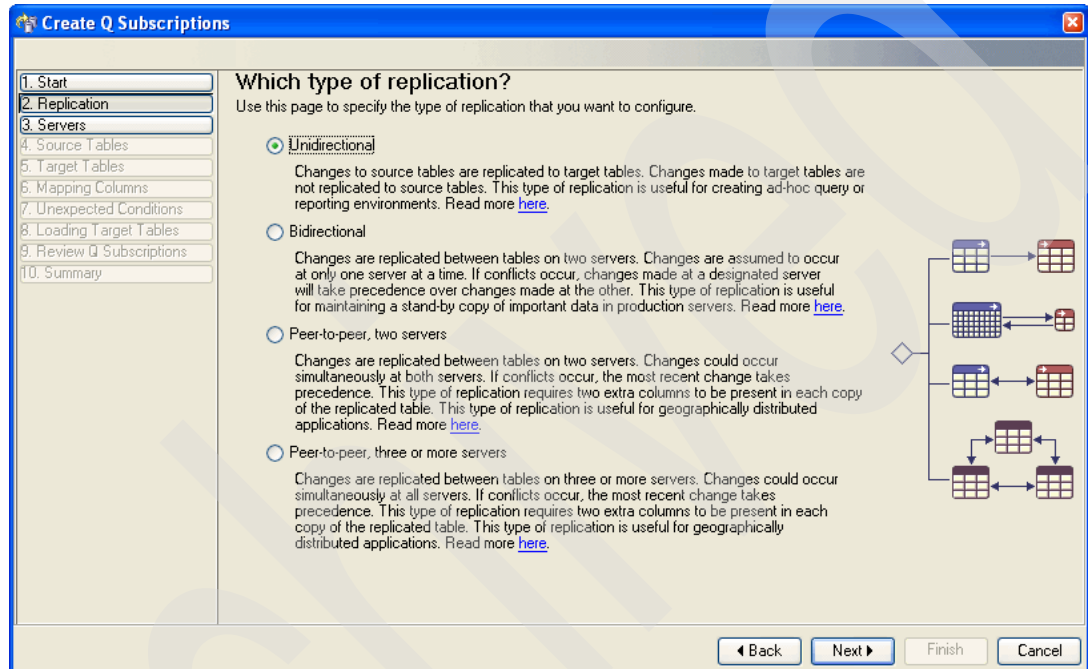 Create Q Subscriptions
1. Start
2. Replication
3. Servers
4. Source Tables
5. Target Tables
6. Mapping Columns
7. Unexpected Conditions
8. Loading Target Tables
9. Review Q Subscriptions
10. Summary
Which type of replication?
Use this page to specify the type of replication that you want to configure.
Unidirectional
Changes to source tables are replicated to target tables. Changes made to target tables are
not replicated to source tables. This type of replication is useful for creating ad-hoc query or
reporting environments. Read more here.
Bidirectional
Changes are replicated between tables on two servers. Changes are assumed to occur
at only one server at a time. If conflicts occur, changes made at a designated server
will take precedence over changes made at the other. This type of replication is useful
for maintaining a stand-by copy of important data in production servers. Read more here.
Peer-to-peer, two servers
Changes are replicated between tables on two servers. Changes could occur
simultaneously at both servers. If conflicts occur, the most recent change takes
precedence. This type of replication requires two extra columns to be present in each copy
of the replicated table. This type of replication is useful for geographically distributed
applications. Read more here.
Peer-to-peer, three or more servers
Changes are replicated between tables on three or more servers. Changes could occur
simultaneously at all servers. If conflicts occur, the most recent change takes
precedence. This type of replication requires two extra columns to be present in each
copy of the replicated table. This type of replication is useful for geographically
distributed applications. Read more here.
Back Next Finish Cancel